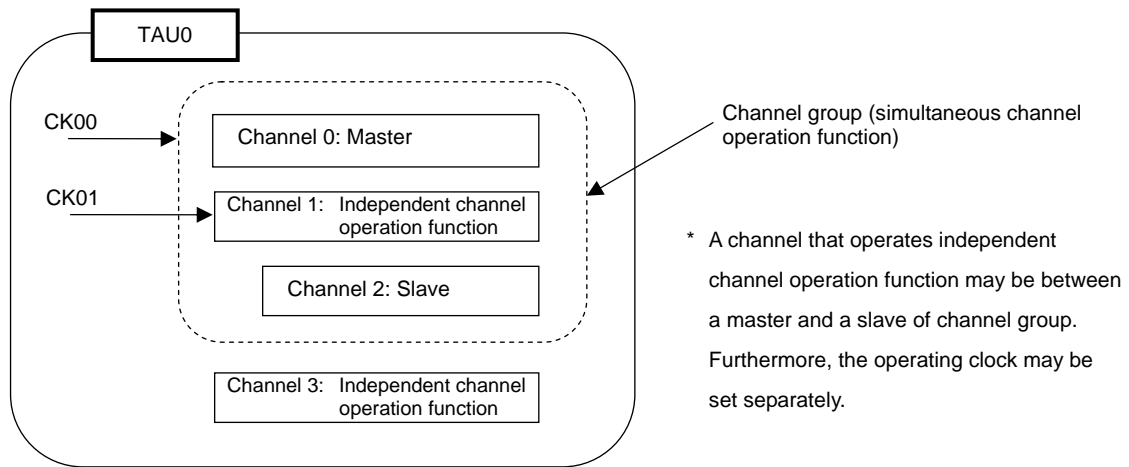 TAU0
CK00
Channel 0: Master
Channel group (simultaneous channel
operation function)
CK01
Channel 1: Independent channel
operation function
Channel 2: Slave
* A channel that operates independent
channel operation function may be between
a master and a slave of channel group.
Furthermore, the operating clock may be
set separately.
Channel 3: Independent channel
operation function